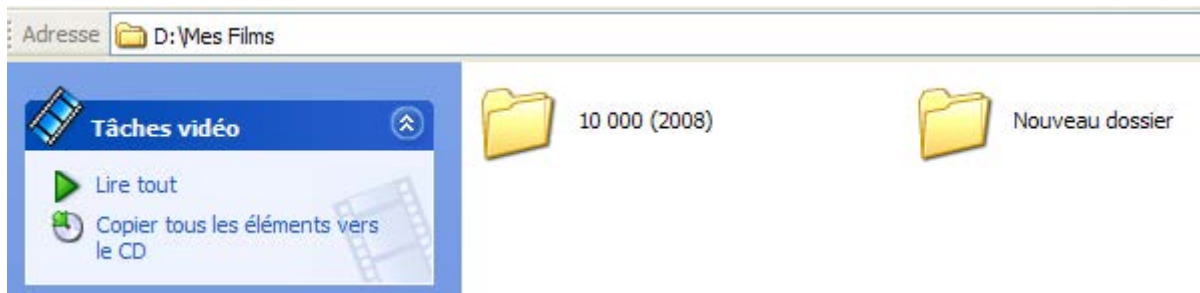 Adresse D:\Mes Films
Tâches vidéo
Lire tout
Copier tous les éléments vers
le CD
10 000 (2008)
Nouveau dossier